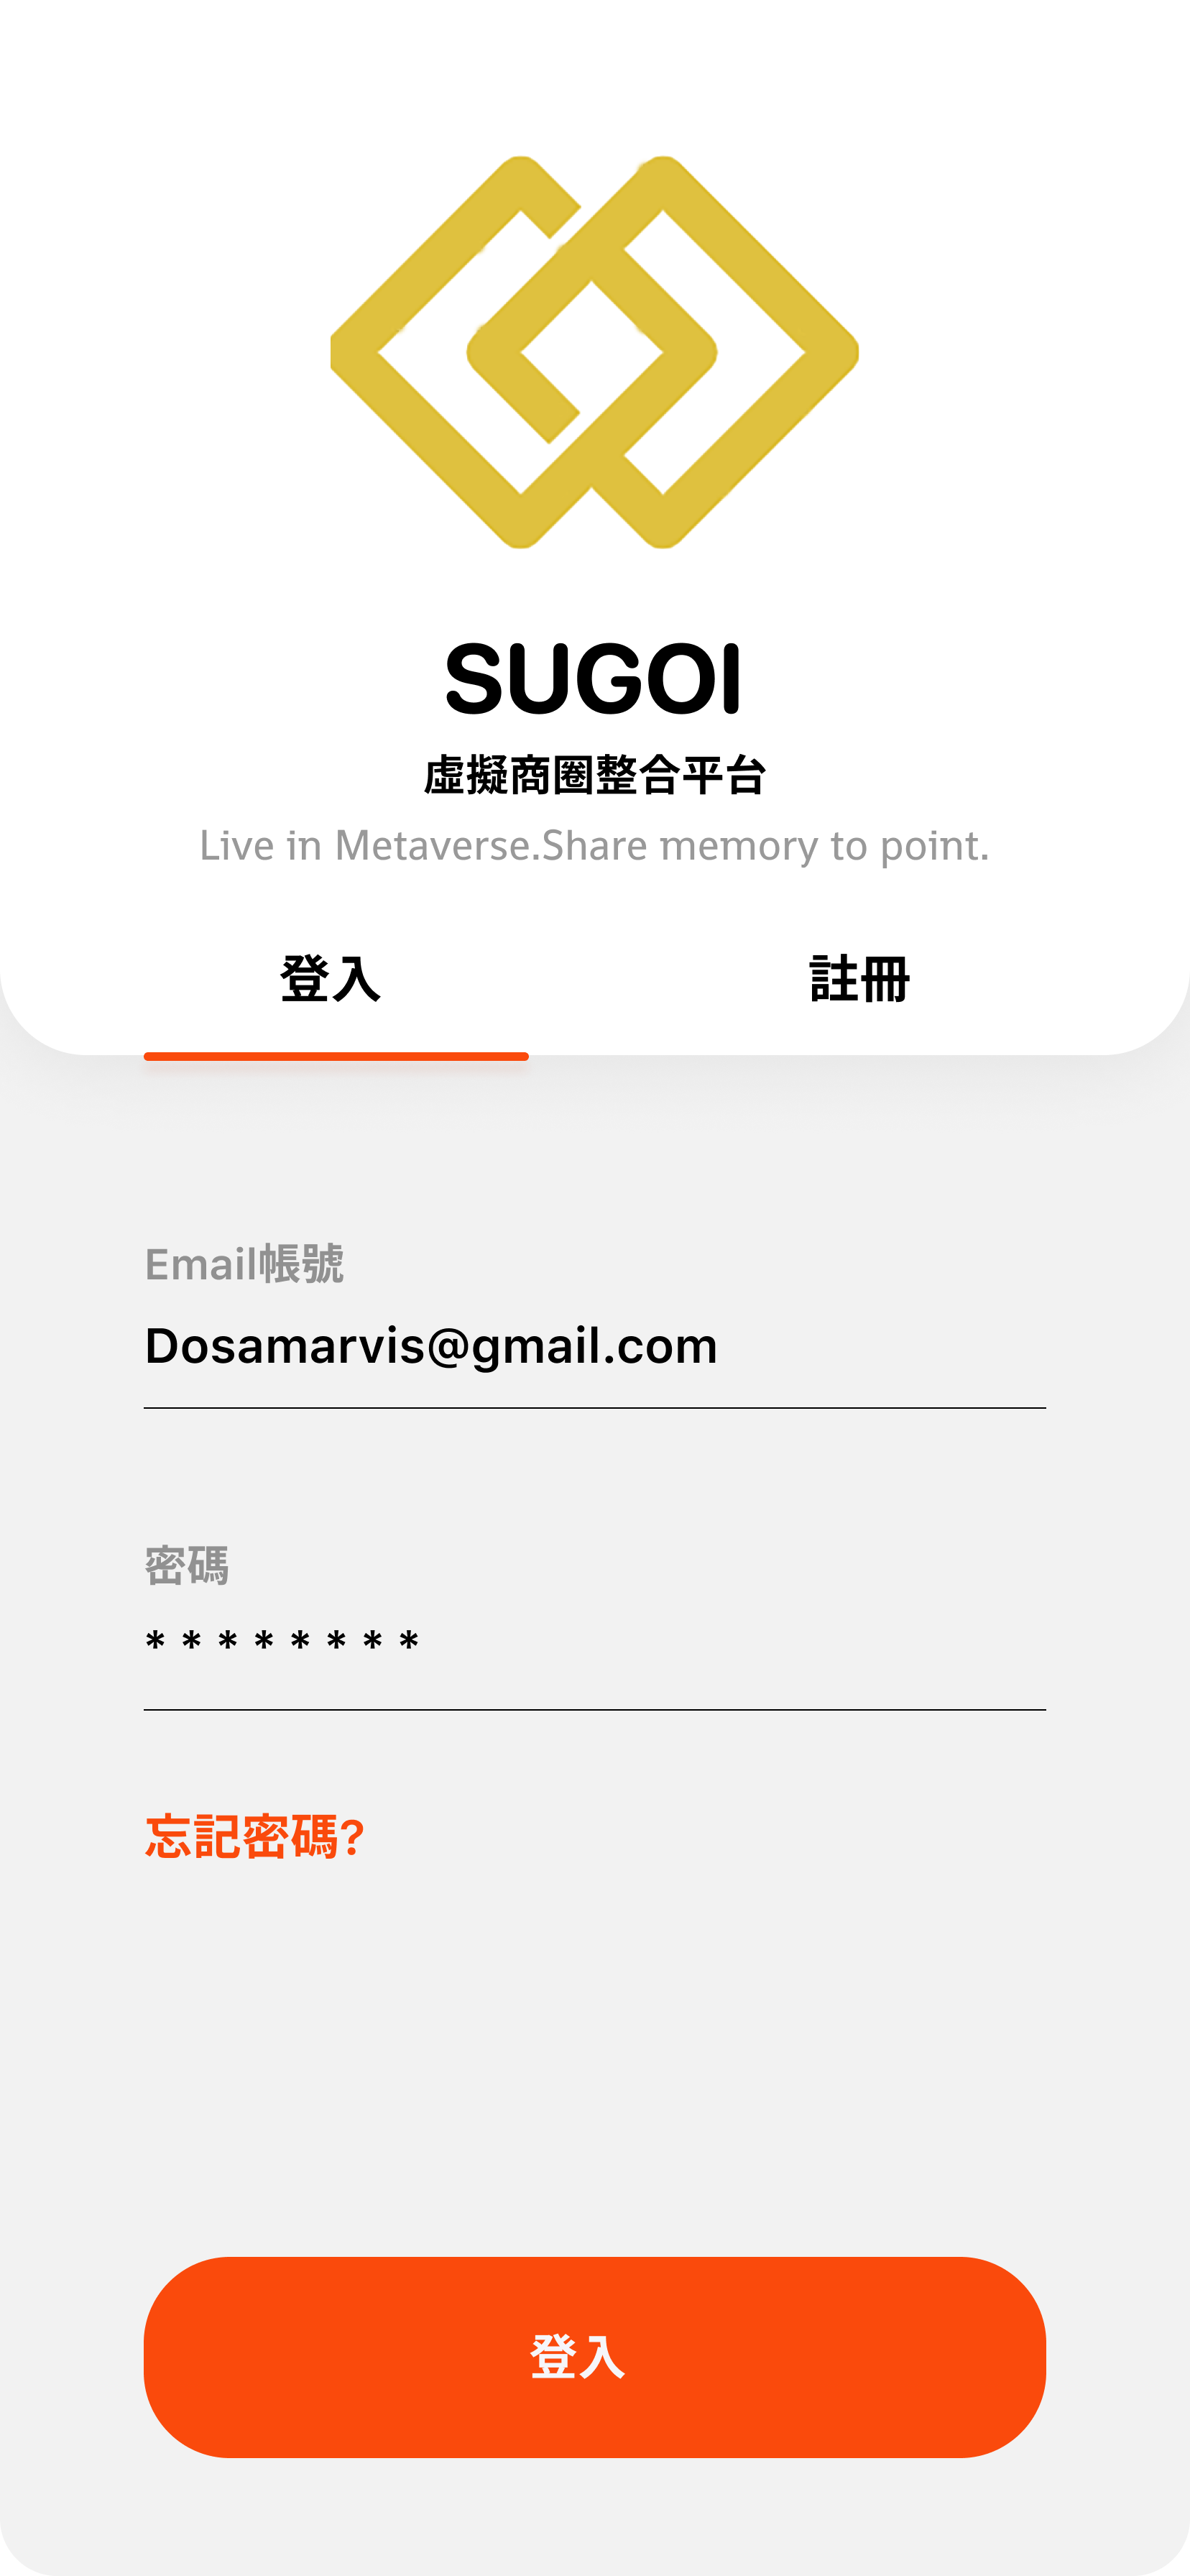 SUGOI
虛擬商圈整合平台
Live in Metaverse.Share memory to point.
登入 註冊
Email帳號
Dosamarvis@gmail.com
密碼
* * * * * * * *
忘記密碼?
登入